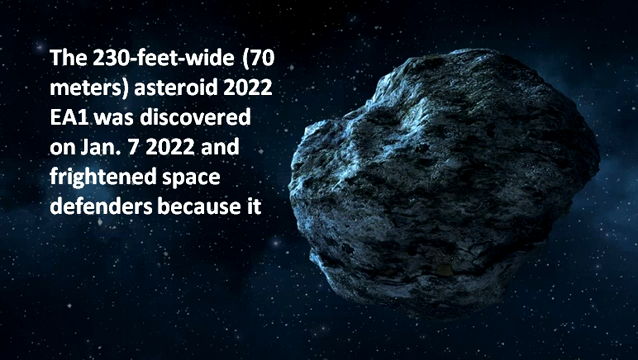 The 230-feet-wide (70
meters) asteroid 2022
EA1 was discovered
on Jan. 7 2022 and
frightened space
defenders because it